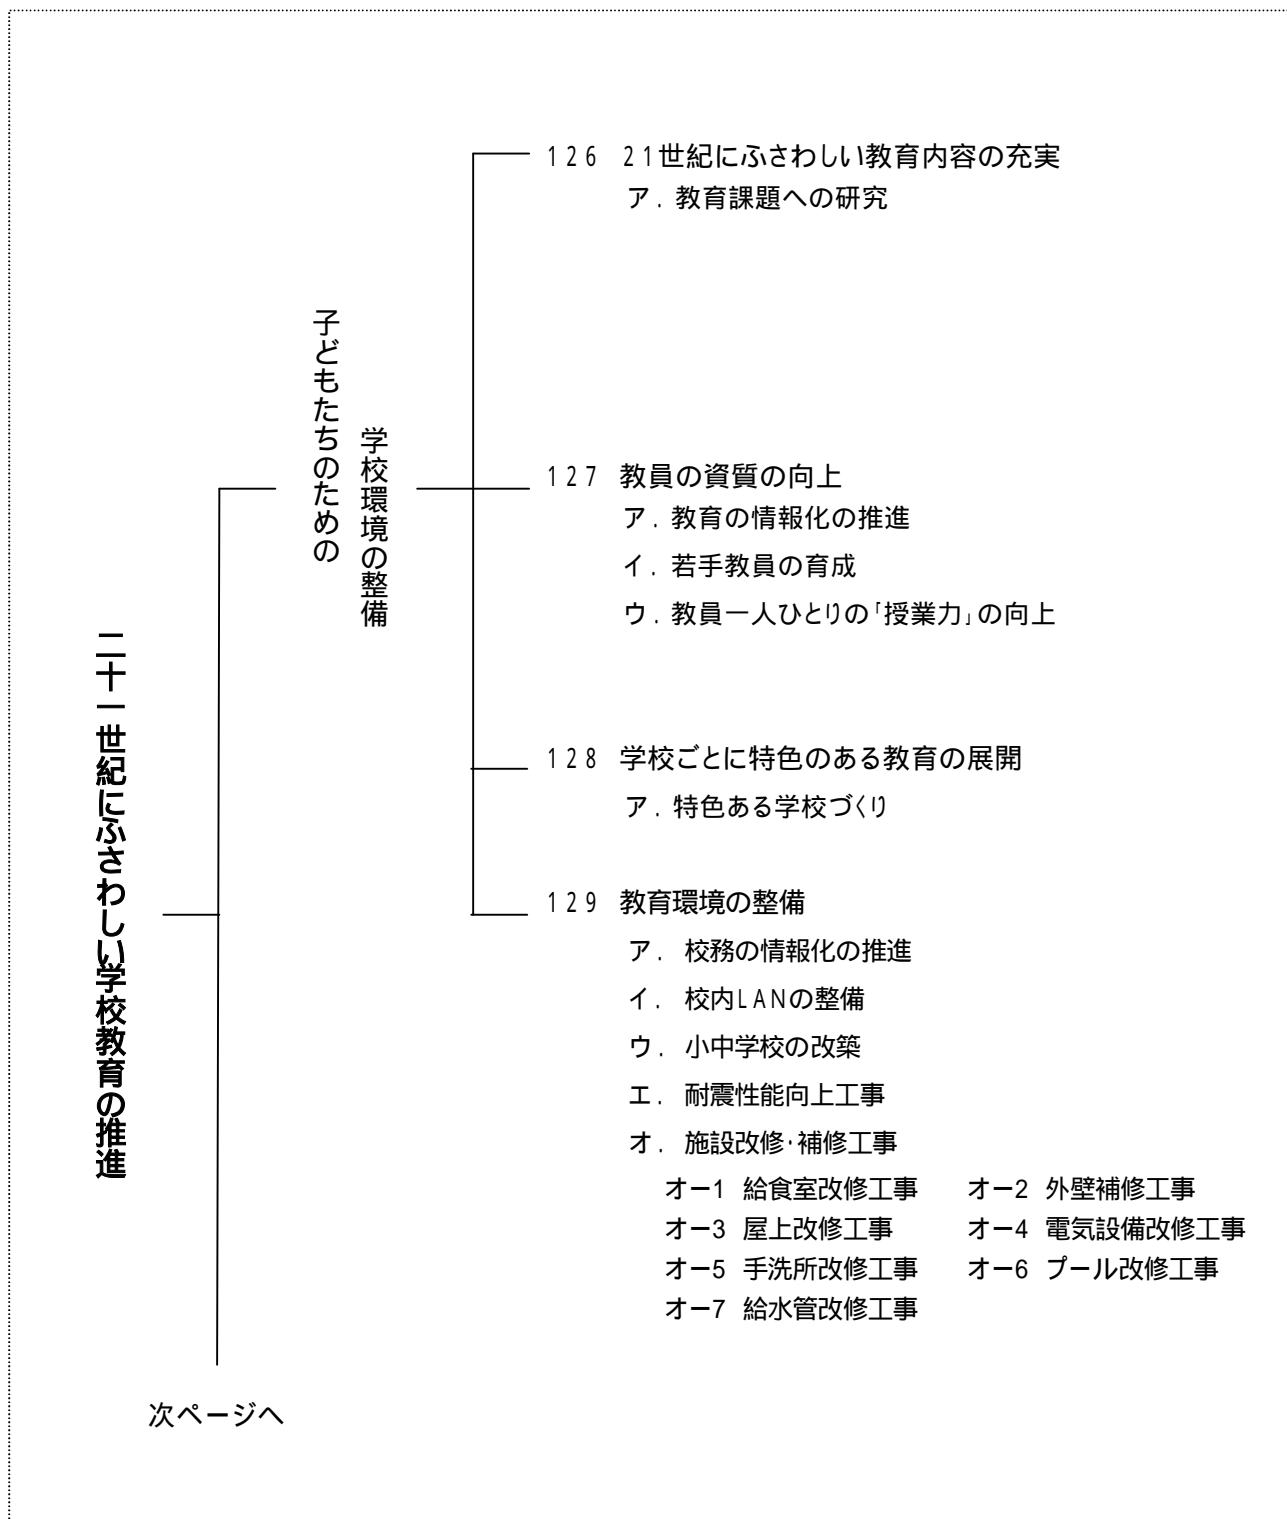 二十一世紀にふさわしい学校教育の推進
子どもたちのための
学校環境の整備
126 21世紀にふさわしい教育内容の充実
ア. 教育課題への研究
127 教員の資質の向上
ア. 教育の情報化の推進
イ. 若手教員の育成
ウ. 教員一人ひとりの「授業力」の向上
128 学校ごとに特色のある教育の展開
ア. 特色ある学校づくり
129 教育環境の整備
ア. 校務の情報化の推進
イ. 校内LANの整備
ウ. 小中学校の改築
エ. 耐震性能向上工事
オ. 施設改修・補修工事
オー1 給食室改修工事 オー2 外壁補修工事
オー3 屋上改修工事 オー4 電気設備改修工事
オー5 手洗所改修工事 オー6 プール改修工事
オー7 給水管改修工事
次ページへ